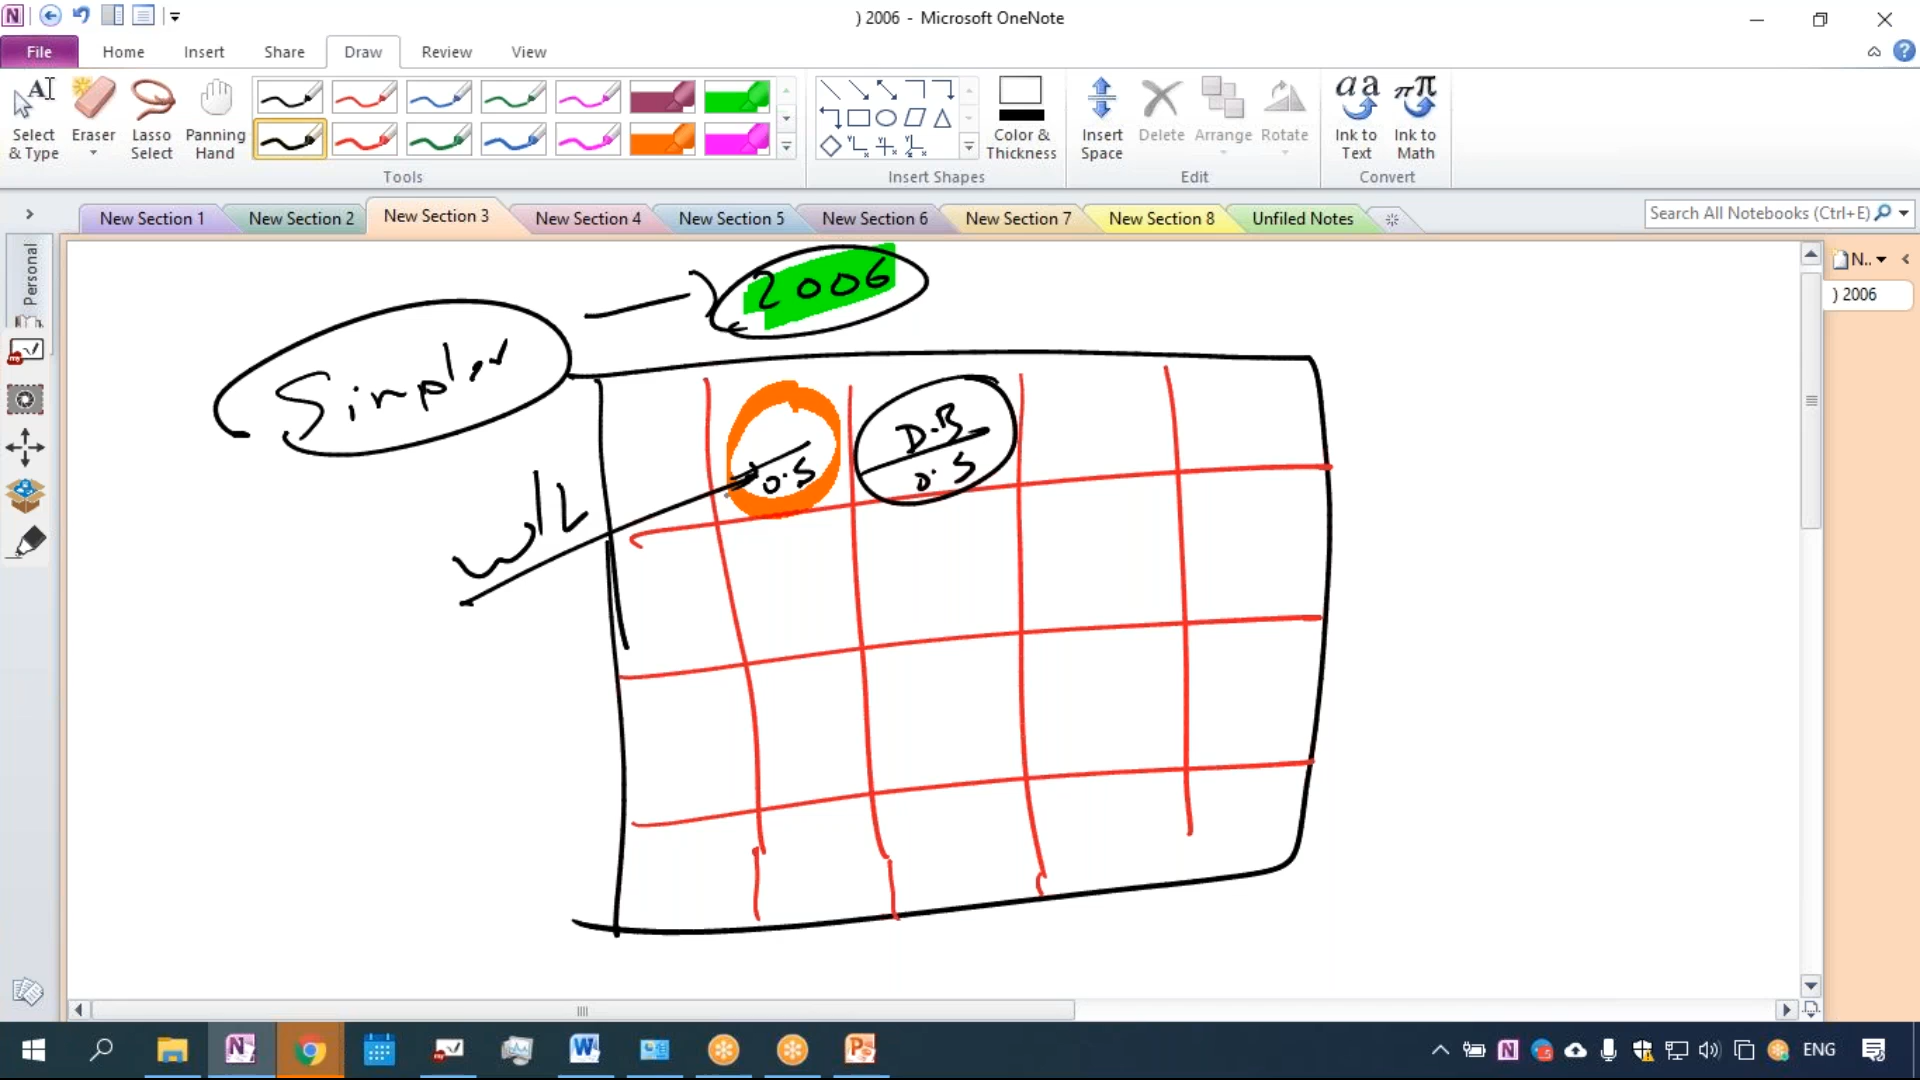 ) 2006 - Microsoft OneNote
File Home Insert Share Draw Review View
Select & Type
Eraser
Lasso Select
Panning Hand
Color & Thickness
Insert Space
Delete
Arrange
Rotate
Ink to Text
Ink to Math
Tools
Insert Shapes
Edit
Convert
New Section 1
New Section 2
New Section 3
New Section 4
New Section 5
New Section 6
New Section 7
New Section 8
Unfiled Notes
Search All Notebooks (Ctrl+E)
Personal
N..
) 2006
2006
D.B
O.S
O.S
ENG